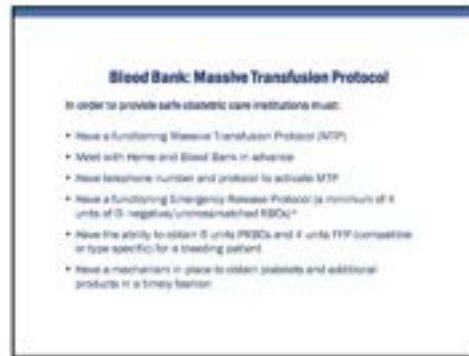 Blood Bank: Massive Transfusion Protocol
In order to provide safe obstetric care institutions must:
• Have a functioning Massive Transfusion Protocol (MTP)
• Meet with Heme and Blood Bank in advance
• Have telephone number and protocol to activate MTP
• Have a functioning Emergency Release Protocol (a minimum of 4
units of O- negative/uncrossmatched RBCs)
• Have the ability to obtain 6 units PRBCs and 4 units FFP (compatible
or type specific) for a bleeding patient
• Have a mechanism in place to obtain platelets and additional
products in a timely fashion